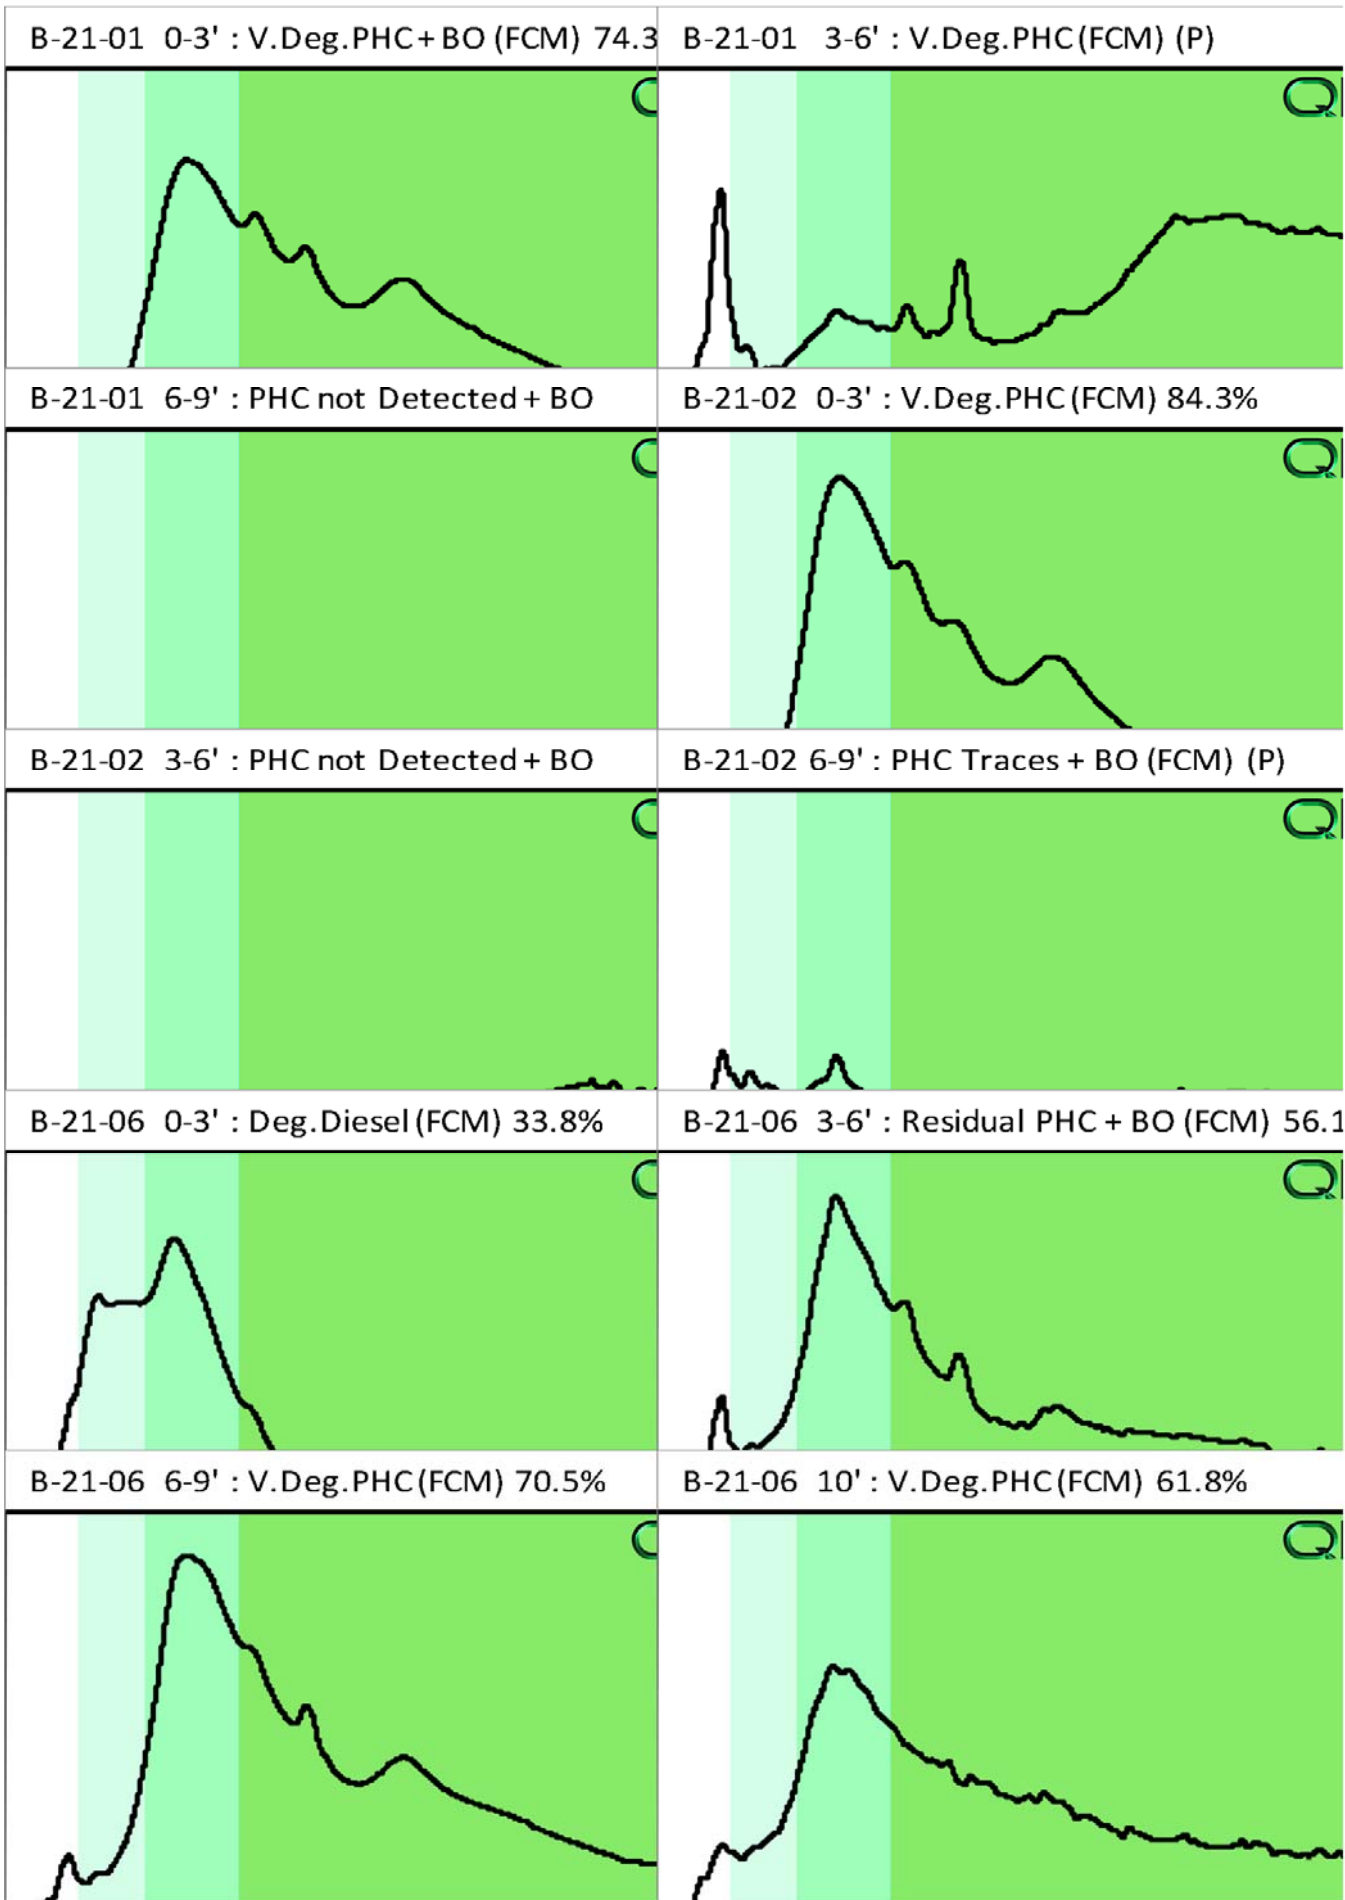 B-21-01 0-3' : V.Deg.PHC + BO (FCM) 74.3
B-21-01 3-6' : V.Deg.PHC (FCM) (P)
B-21-01 6-9' : PHC not Detected + BO
B-21-02 0-3' : V.Deg.PHC (FCM) 84.3%
B-21-02 3-6' : PHC not Detected + BO
B-21-02 6-9' : PHC Traces + BO (FCM) (P)
B-21-06 0-3' : Deg.Diesel (FCM) 33.8%
B-21-06 3-6' : Residual PHC + BO (FCM) 56.1
B-21-06 6-9' : V.Deg.PHC (FCM) 70.5%
B-21-06 10' : V.Deg.PHC (FCM) 61.8%